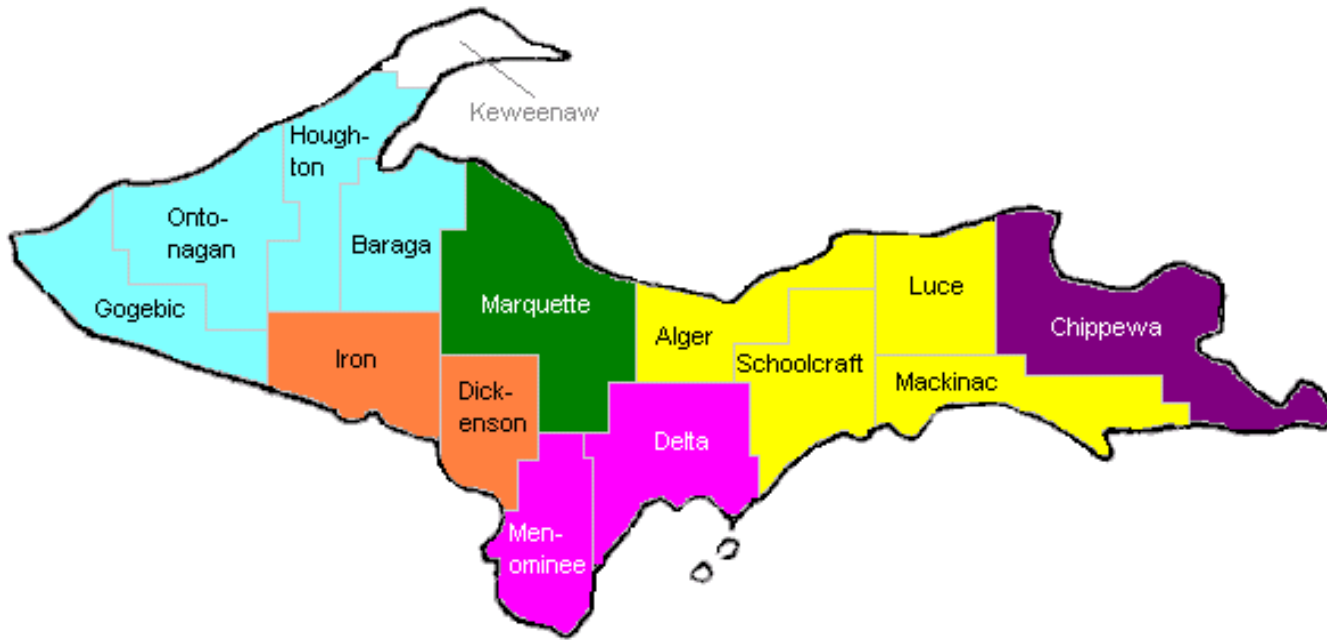 Keweenaw
Hough-
ton
Onto-
nagan
Baraga
Gogebic
Marquette
Iron
Dick-
enson
Alger
Luce
Schoolcraft
Chippewa
Mackinac
Delta
Men-
ominee